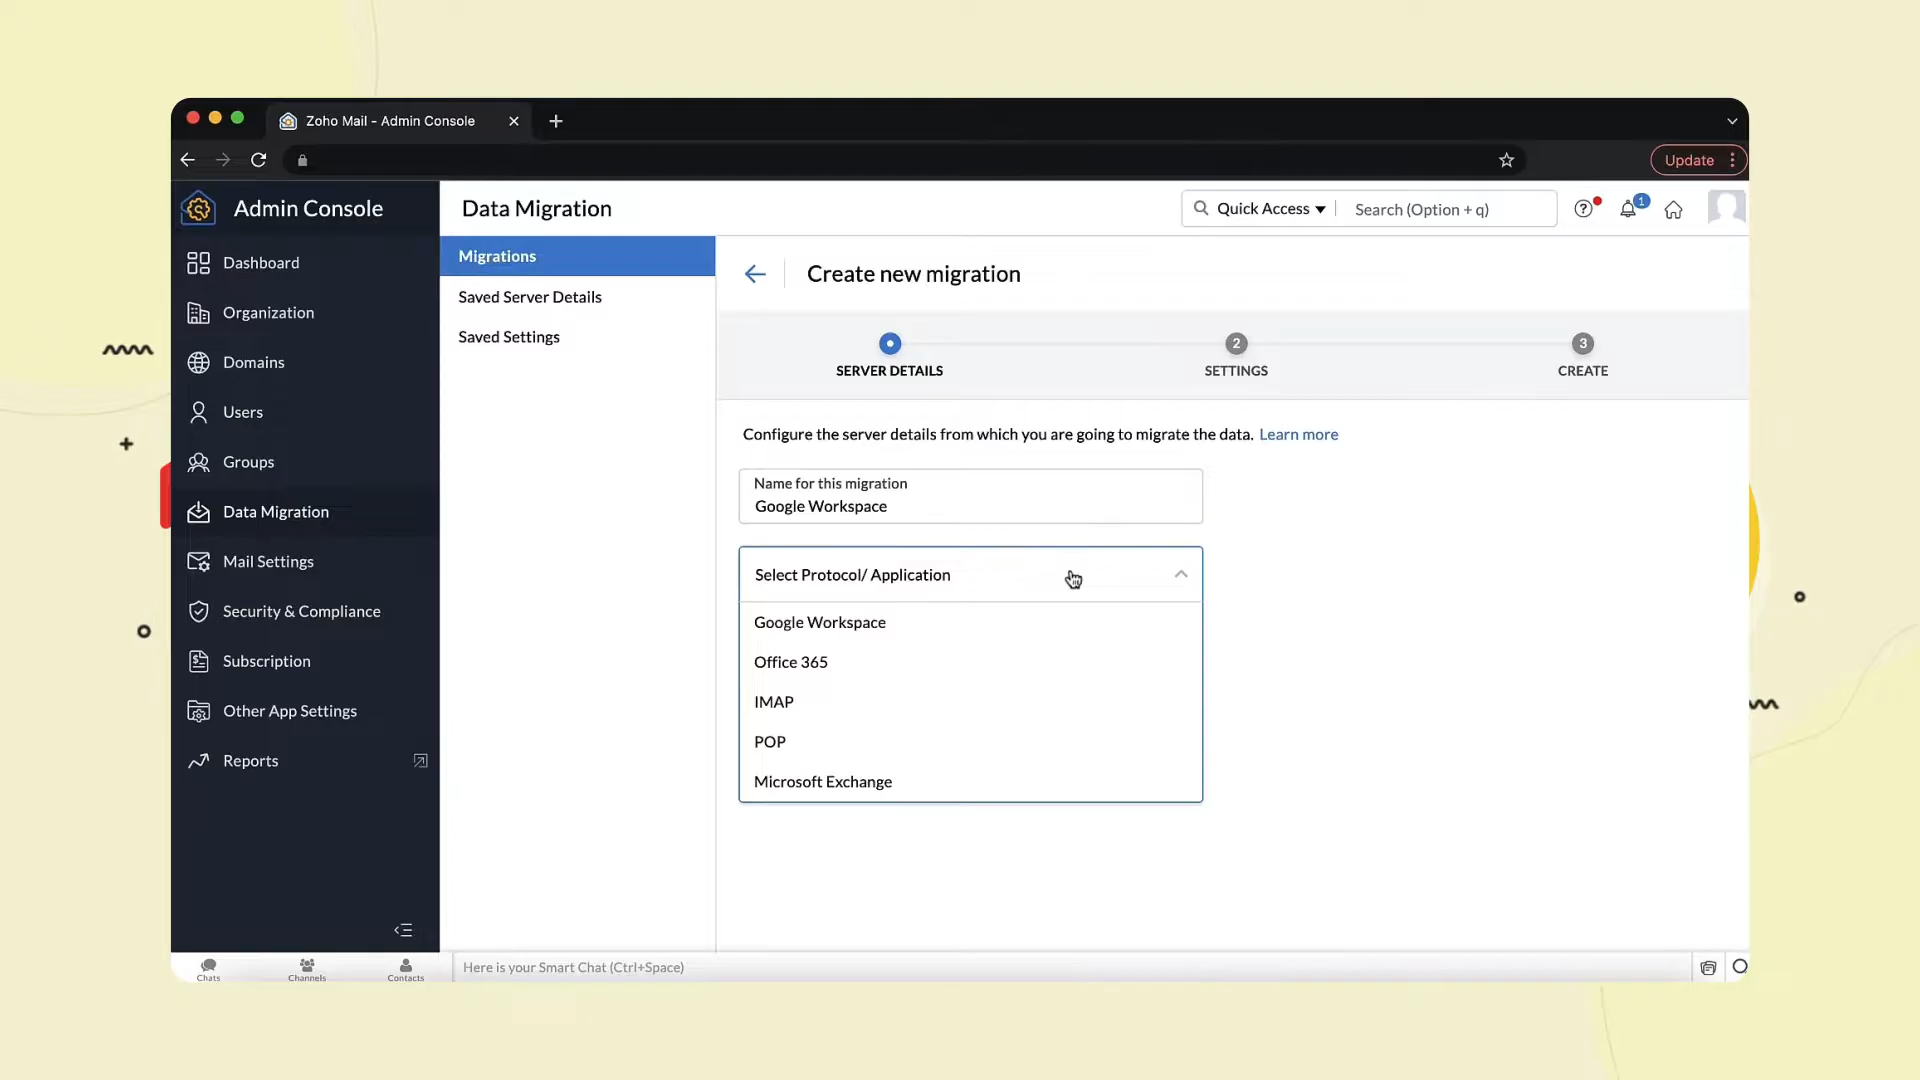 Zoho Mail - Admin Console
Update
Admin Console
Data Migration
Quick Access
Search (Option + q)
1
Dashboard
Organization
Domains
Users
Groups
Data Migration
Mail Settings
Security & Compliance
Subscription
Other App Settings
Reports
Migrations
Saved Server Details
Saved Settings
Create new migration
2
3
SERVER DETAILS
SETTINGS
CREATE
Configure the server details from which you are going to migrate the data. Learn more
Name for this migration
Google Workspace
Select Protocol/ Application
Google Workspace
Office 365
IMAP
POP
Microsoft Exchange
Chats
Channels
Contacts
Here is your Smart Chat (Ctrl+Space)